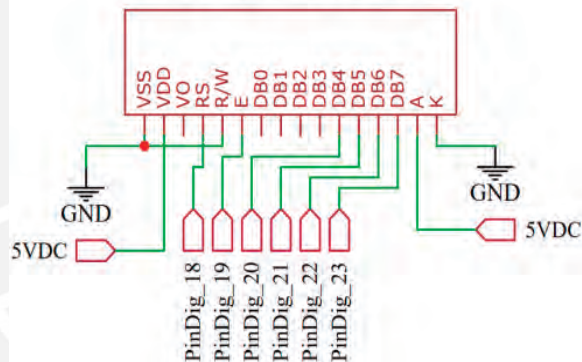 VSS
VDD
VO
RS
R/W
E
DB0
DB1
DB2
DB3
DB4
DB5
DB6
DB7
A
K
GND
GND
5VDC
5VDC
PinDig_18
PinDig_19
PinDig_20
PinDig_21
PinDig_22
PinDig_23